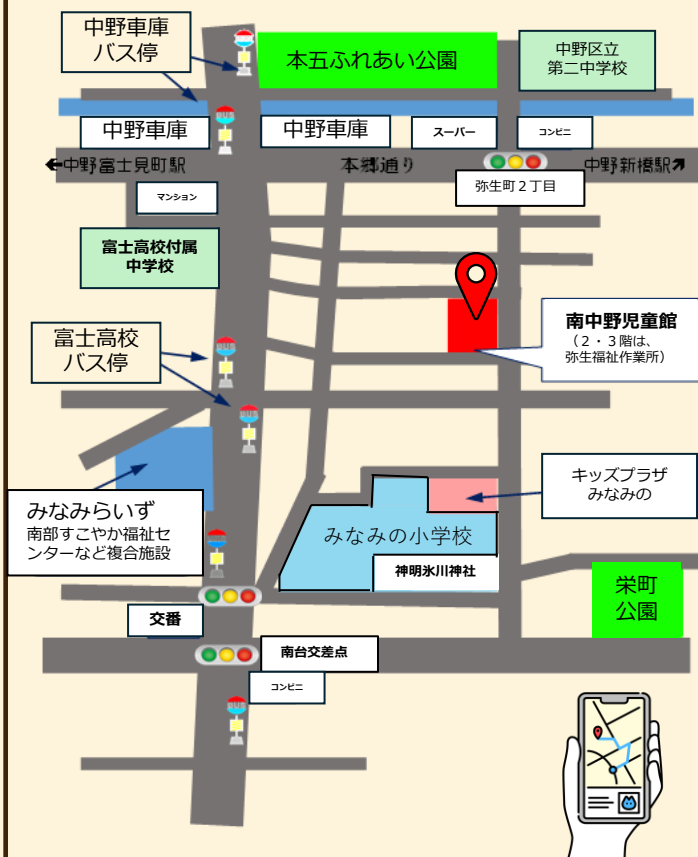 中野車庫
バス停
本五ふれあい公園
中野区立
第二中学校
中野車庫
中野車庫
スーパー
コンビニ
←中野富士見町駅
本郷通り
中野新橋駅↗
弥生町２丁目
マンション
富士高校付属
中学校
南中野児童館
（２・３階は、
弥生福祉作業所）
富士高校
バス停
キッズプラザ
みなみの
みなみらいず
南部すこやか福祉セ
ンターなど複合施設
みなみの小学校
神明氷川神社
栄町
公園
交番
南台交差点
コンビニ
BUS
BUS
BUS
BUS
BUS
BUS